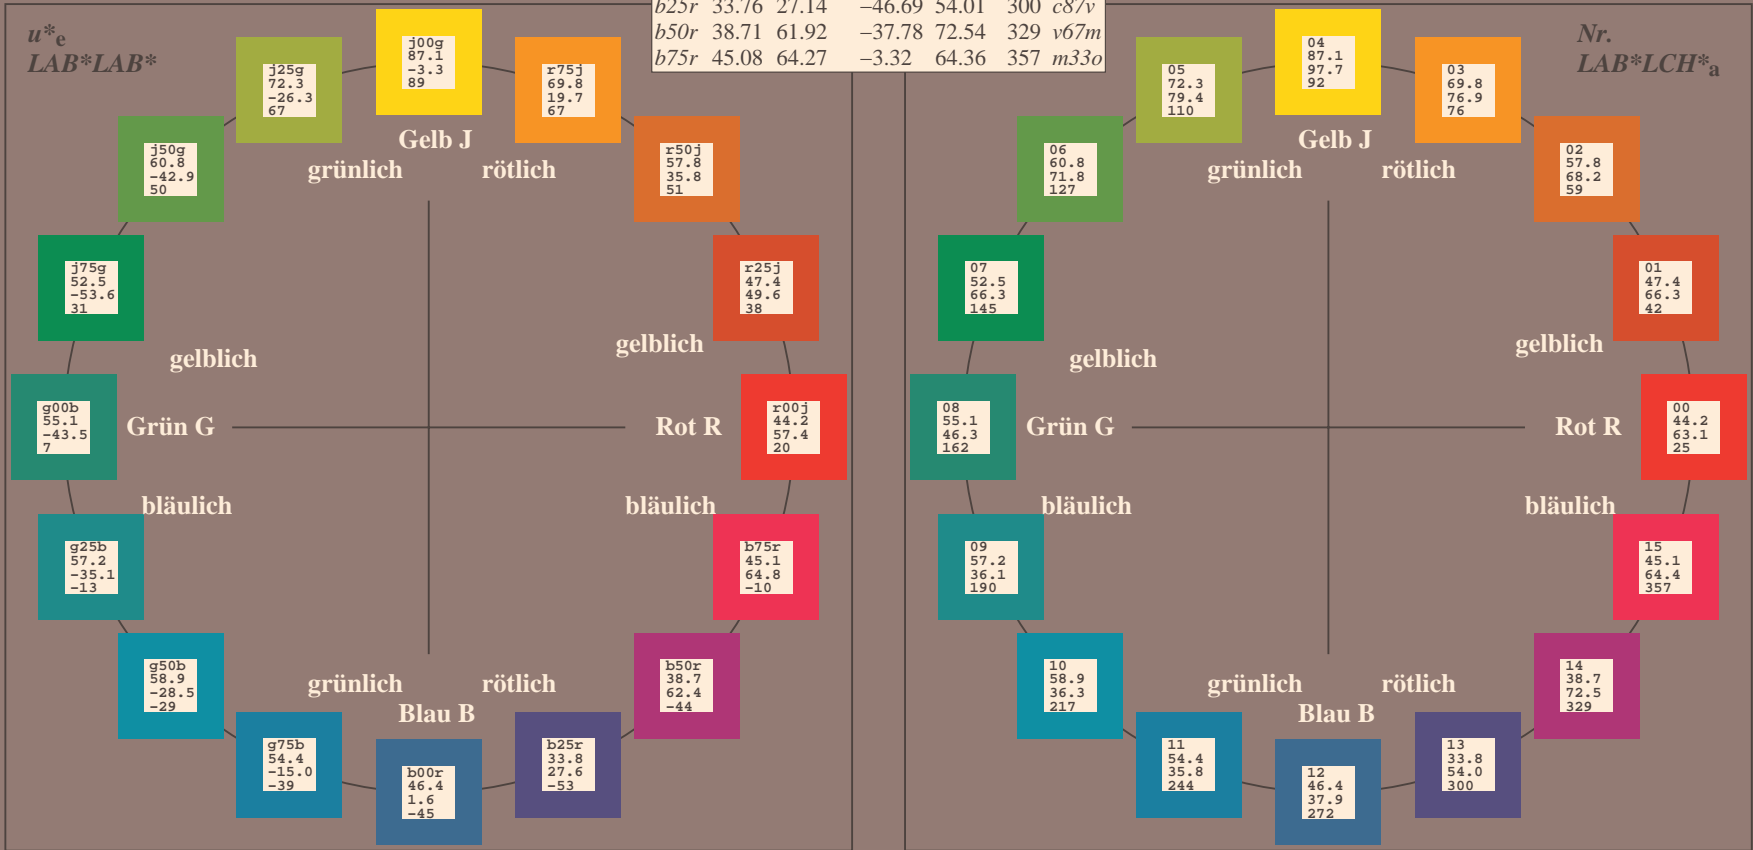 b25r 33.76 27.14 −46.69 54.01 300 c87v
b50r 38.71 61.92 −37.78 72.54 329 v67m
b75r 45.08 64.27 −3.32 64.36 357 m33o
u*e
LAB*LAB*
j00g
87.1
-3.3
89
j25g
72.3
-26.3
67
r75j
69.8
19.7
67
Gelb J
grünlich rötlich
j50g
60.8
-42.9
50
r50j
57.8
35.8
51
j75g
52.5
-53.6
31
r25j
47.4
49.6
38
gelblich
gelblich
g00b
55.1
-43.5
7
Grün G
Rot R
r00j
44.2
57.4
20
bläulich
bläulich
g25b
57.2
-35.1
-13
b75r
45.1
64.8
-10
g50b
58.9
-28.5
-29
b50r
38.7
62.4
-44
grünlich rötlich
Blau B
g75b
54.4
-15.0
-39
b00r
46.4
1.6
-45
b25r
33.8
27.6
-53
Nr.
LAB*LCH*a
04
87.1
97.7
92
05
72.3
79.4
110
03
69.8
76.9
76
Gelb J
grünlich rötlich
06
60.8
71.8
127
02
57.8
68.2
59
07
52.5
66.3
145
01
47.4
66.3
42
gelblich
gelblich
08
55.1
46.3
162
Grün G
Rot R
00
44.2
63.1
25
bläulich
bläulich
09
57.2
36.1
190
15
45.1
64.4
357
10
58.9
36.3
217
14
38.7
72.5
329
grünlich rötlich
Blau B
11
54.4
35.8
244
12
46.4
37.9
272
13
33.8
54.0
300